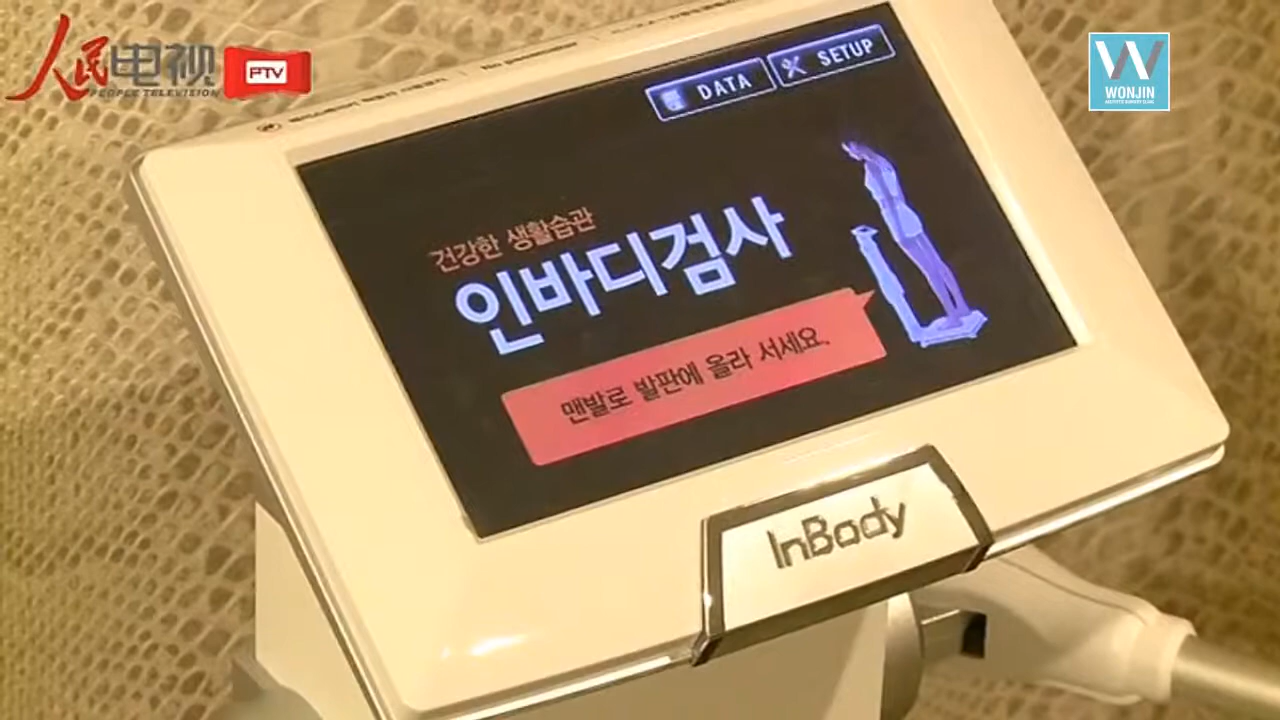 人民电视
PEOPLE TELEVISION
PTV
WONJIN
DATA
SETUP
건강한 생활습관
인바디검사
맨발로 발판에 올라 서세요.
InBody